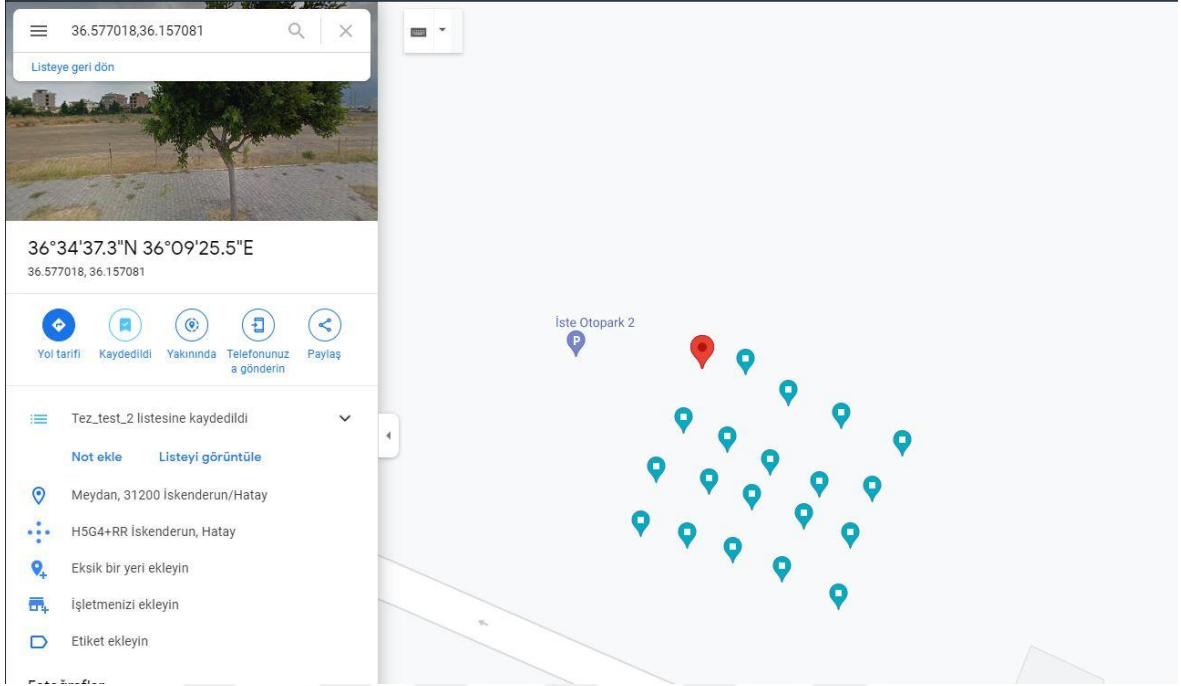 36.577018,36.157081
Listeye geri dön
36°34'37.3"N 36°09'25.5"E
36.577018, 36.157081
Yol tarifi
Kaydedildi
Yakınında
Telefonunuz
a gönderin
Paylaş
Tez_test_2 listesine kaydedildi
Not ekle
Listeyi görüntüle
Meydan, 31200 İskenderun/Hatay
H5G4+RR İskenderun, Hatay
Eksik bir yeri ekleyin
İşletmenizi ekleyin
Etiket ekleyin
Fotoğraflar
İste Otopark 2
P